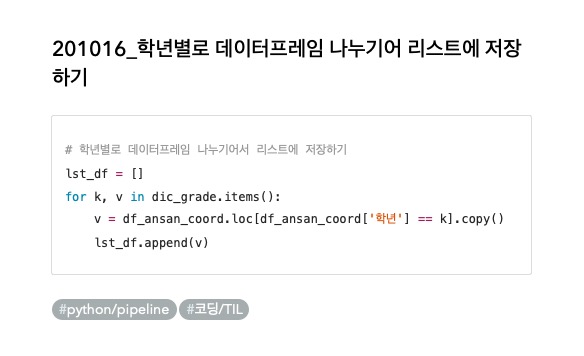 201016_학년별로 데이터프레임 나누기어 리스트에 저장
하기
# 학년별로 데이터프레임 나누기어서 리스트에 저장하기
lst_df = []
for k, v in dic_grade.items():
    v = df_ansan_coord.loc[df_ansan_coord['학년'] == k].copy()
    lst_df.append(v)
#python/pipeline #코딩/TIL